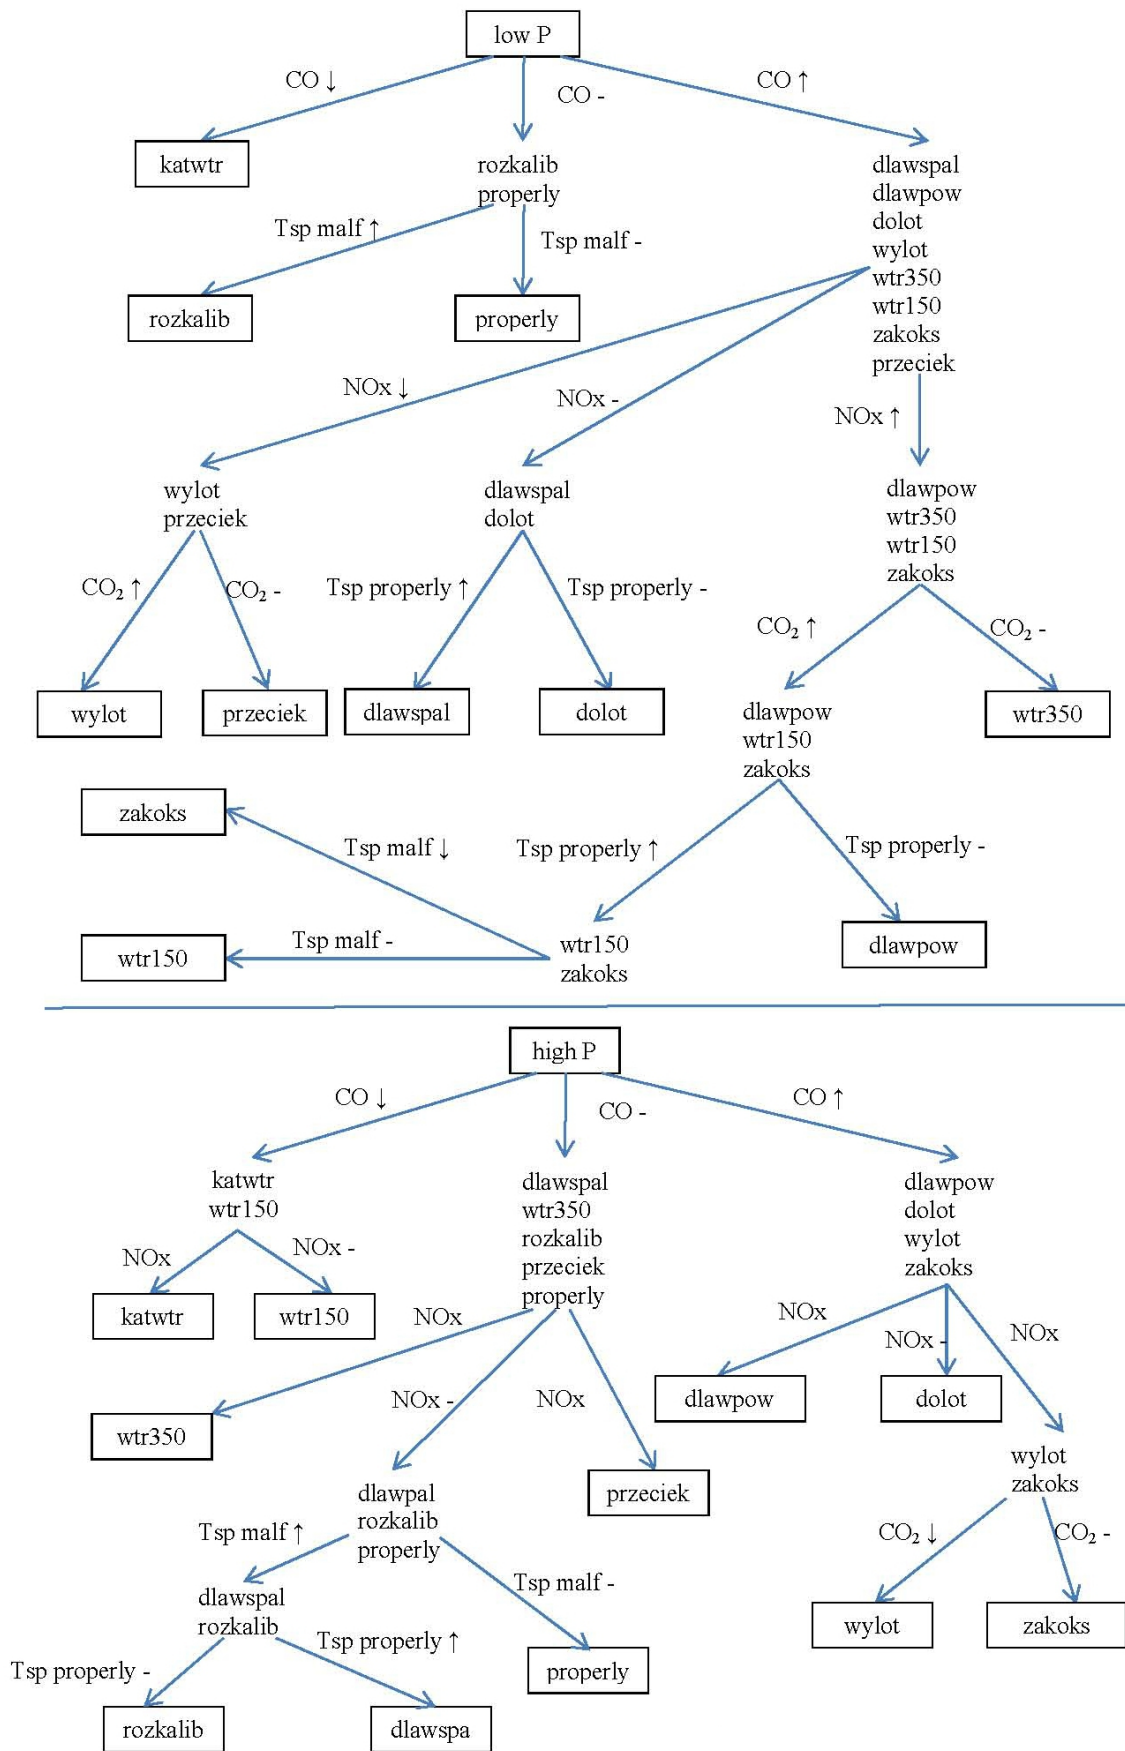 low P
CO ↓
CO -
CO ↑
katwtr
rozkalib
properly
dlawspal
dlawpow
dolot
wylot
wtr350
wtr150
zakoks
przeciek
Tsp malf ↑
Tsp malf -
rozkalib
properly
NOx ↓
NOx -
NOx ↑
wylot
przeciek
dlawspal
dolot
dlawpow
wtr350
wtr150
zakoks
CO₂ ↑
CO₂ -
Tsp properly ↑
Tsp properly -
CO₂ ↑
CO₂ -
wylot
przeciek
dlawspal
dolot
dlawpow
wtr150
zakoks
wtr350
zakoks
Tsp malf ↓
Tsp properly ↑
Tsp properly -
wtr150
Tsp malf -
wtr150
zakoks
dlawpow
high P
CO ↓
CO -
CO ↑
katwtr
wtr150
dlawspal
wtr350
rozkalib
przeciek
properly
dlawpow
dolot
wylot
zakoks
NOx
NOx -
katwtr
wtr150
NOx
NOx -
NOx
NOx
NOx -
NOx
wtr350
dlawpow
dolot
dlawpal
rozkalib
properly
przeciek
wylot
zakoks
Tsp malf ↑
Tsp malf -
CO₂ ↓
CO₂ -
dlawspal
rozkalib
wylot
zakoks
Tsp properly -
Tsp properly ↑
properly
rozkalib
dlawspa